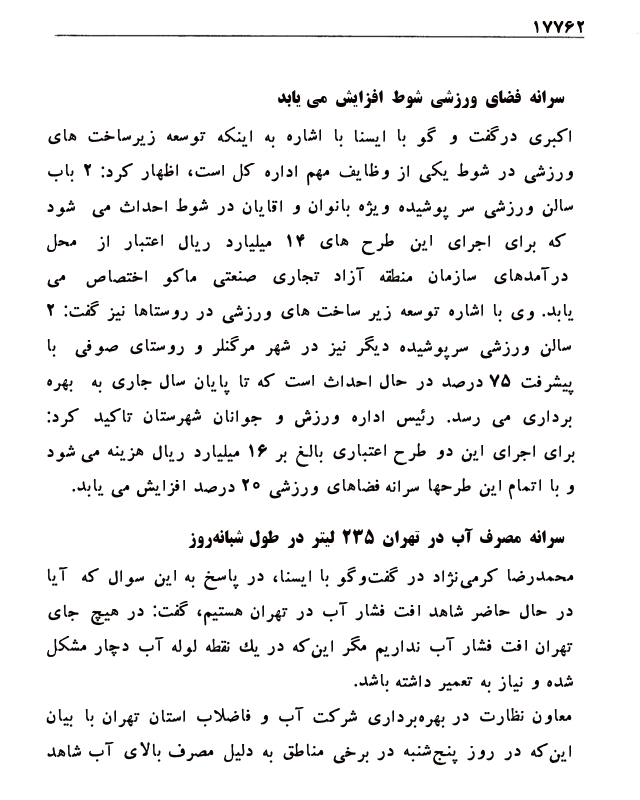 ۱۷۷۶۲
سرانه فضای ورزشی شوط افزایش می یابد
اکبری درگفت و گو با ایسنا با اشاره به اینکه توسعه زیرساخت های
ورزشی در شوط یکی از وظایف مهم اداره کل است، اظهار کرد: ۲ باب
سالن ورزشی سر پوشیده ویژه بانوان و اقایان در شوط احداث می شود
که برای اجرای این طرح های ۱۴ میلیارد ریال اعتبار از محل
درآمدهای سازمان منطقه آزاد تجاری صنعتی ماکو اختصاص می
یابد. وی با اشاره توسعه زیر ساخت های ورزشی در روستاها نیز گفت: ۲
سالن ورزشی سرپوشیده دیگر نیز در شهر مرگنلر و روستای صوفی با
پیشرفت ۷۵ درصد در حال احداث است که تا پایان سال جاری به بهره
برداری می رسد. رئیس اداره ورزش و جوانان شهرستان تاکید کرد:
برای اجرای این دو طرح اعتباری بالغ بر ۱۶ میلیارد ریال هزینه می شود
و با اتمام این طرحها سرانه فضاهای ورزشی ۲۰ درصد افزایش می یابد.
سرانه مصرف آب در تهران ۲۳۵ لیتر در طول شبانه‌روز
محمدرضا کرمی‌نژاد در گفت‌وگو با ایسنا، در پاسخ به این سوال که آیا
در حال حاضر شاهد افت فشار آب در تهران هستیم، گفت: در هیچ جای
تهران افت فشار آب نداریم مگر این‌که در یك نقطه لوله آب دچار مشکل
شده و نیاز به تعمیر داشته باشد.
معاون نظارت در بهره‌برداری شرکت آب و فاضلاب استان تهران با بیان
این‌که در روز پنج‌شنبه در برخی مناطق به دلیل مصرف بالای آب شاهد